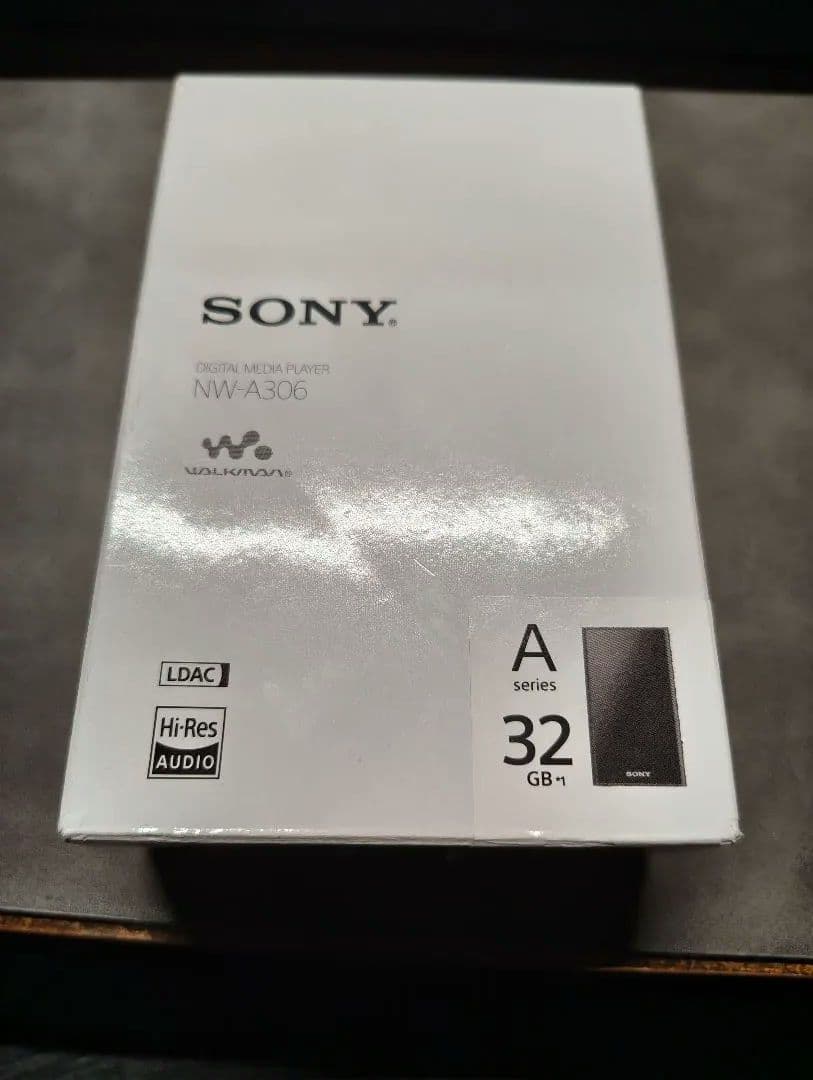 SONY®
DIGITAL MEDIA PLAYER
NW-A306
WALKMAN®
LDAC
Hi-Res
AUDIO
A
series
32
GB *1
SONY